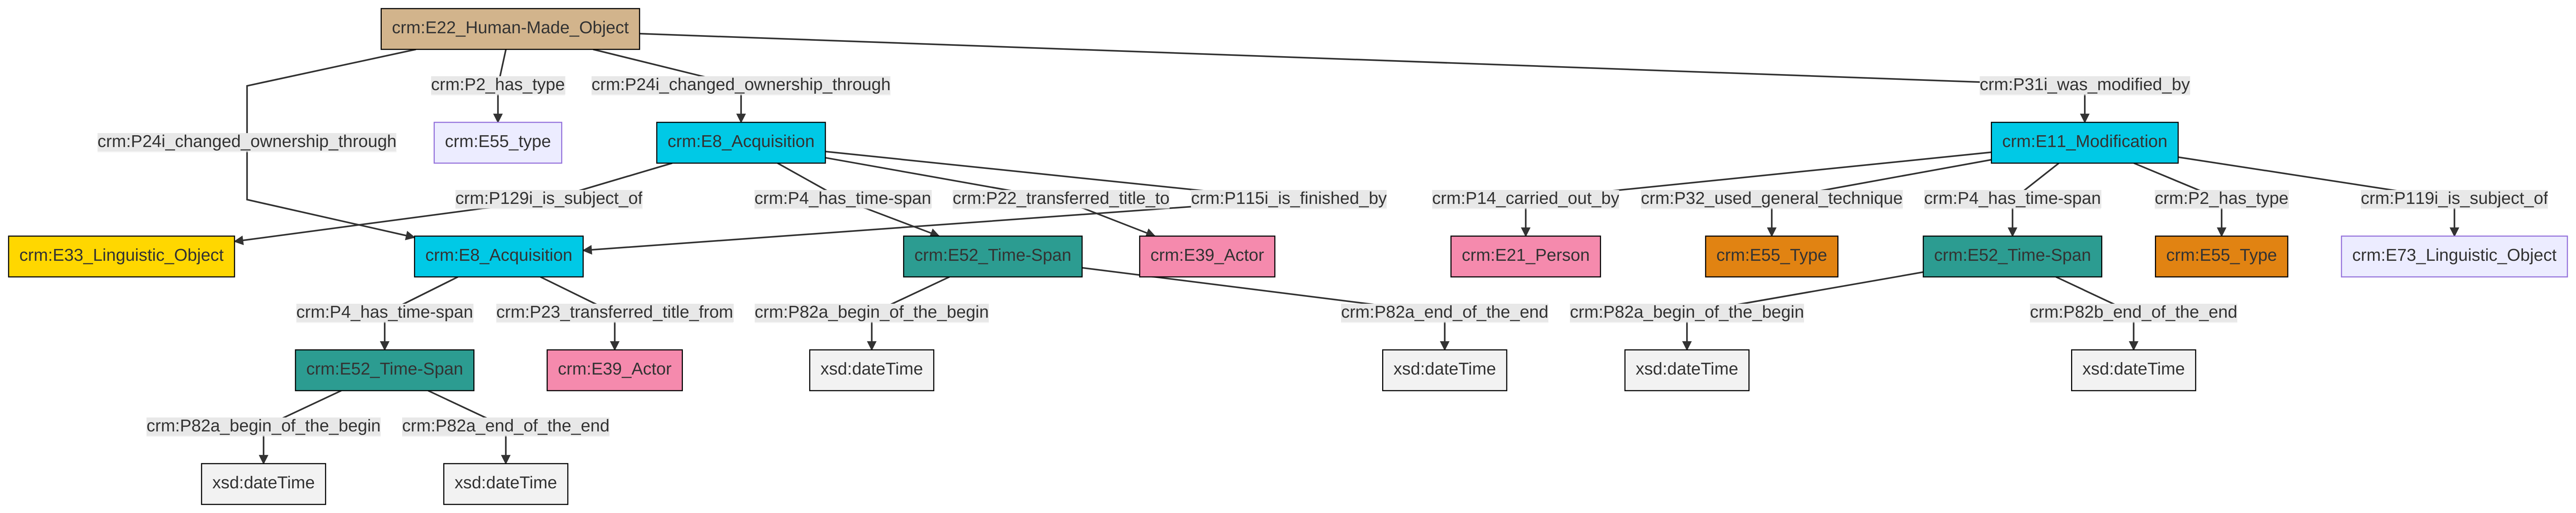 crm:E22_Human-Made_Object
crm:P2_has_type
crm:P24i_changed_ownership_through
crm:P31i_was_modified_by
crm:P24i_changed_ownership_through
crm:E55_type
crm:E8_Acquisition
crm:E11_Modification
crm:P129i_is_subject_of
crm:P4_has_time-span
crm:P22_transferred_title_to
crm:P115i_is_finished_by
crm:P14_carried_out_by
crm:P32_used_general_technique
crm:P4_has_time-span
crm:P2_has_type
crm:P119i_is_subject_of
crm:E33_Linguistic_Object
crm:E8_Acquisition
crm:E52_Time-Span
crm:E39_Actor
crm:E21_Person
crm:E55_Type
crm:E52_Time-Span
crm:E55_Type
crm:E73_Linguistic_Object
crm:P4_has_time-span
crm:P23_transferred_title_from
crm:P82a_begin_of_the_begin
crm:P82a_end_of_the_end
crm:P82a_begin_of_the_begin
crm:P82b_end_of_the_end
crm:E52_Time-Span
crm:E39_Actor
xsd:dateTime
xsd:dateTime
xsd:dateTime
xsd:dateTime
crm:P82a_begin_of_the_begin
crm:P82a_end_of_the_end
xsd:dateTime
xsd:dateTime